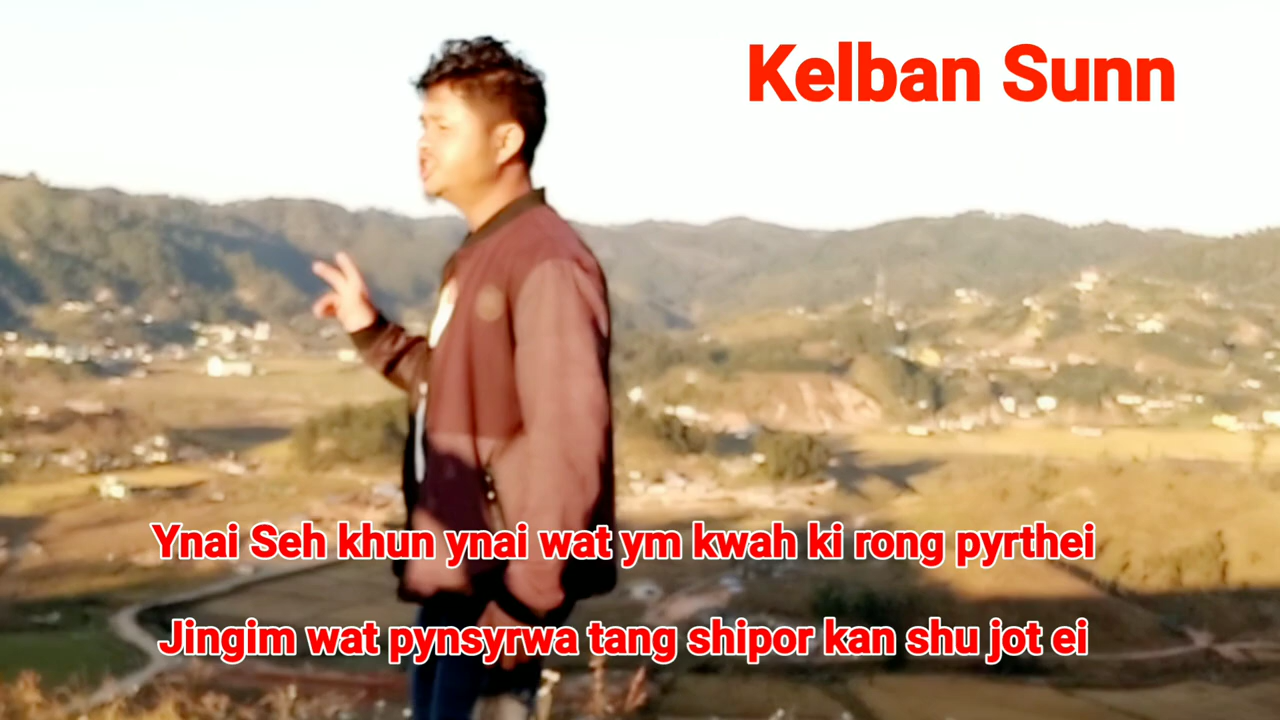 Kelban Sunn
Ynai Seh khun ynai wat ym kwah ki rong pyrthei
Jingim wat pynsyrwa tang shipor kan shu jot ei